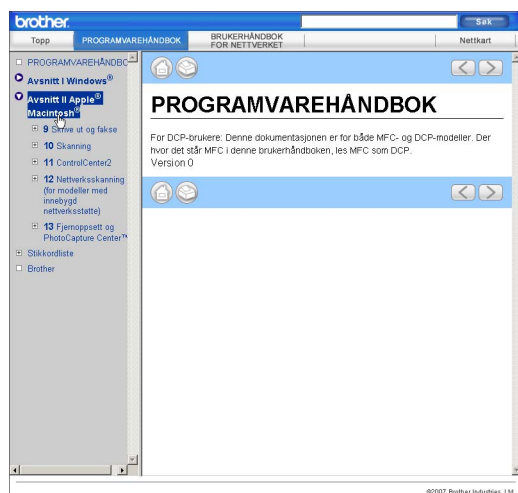 brother
Søk
Topp
PROGRAMVAREHÅNDBOK
BRUKERHÅNDBOK
FOR NETTVERKET
Nettkart
PROGRAMVAREHÅNDBO
Avsnitt I Windows®
Avsnitt II Apple®
Macintosh®
9 Skrive ut og fakse
10 Skanning
11 ControlCenter2
12 Nettverksskanning
(for modeller med
innebygd
nettverksstøtte)
13 Fjernoppsett og
PhotoCapture Center™
Stikkordliste
Brother
PROGRAMVAREHÅNDBOK
For DCP-brukere: Denne dokumentasjonen er for både MFC- og DCP-modeller. Der
hvor det står MFC i denne brukerhåndboken, les MFC som DCP.
Version 0
©2007 Brother Industries, Ltd.